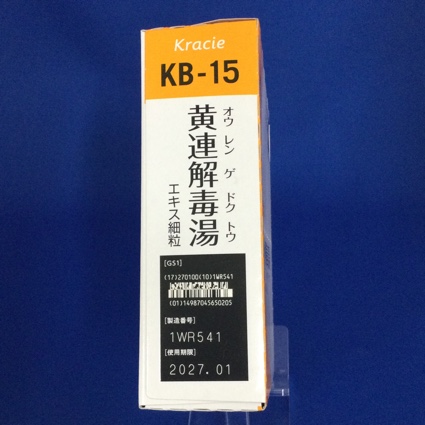 Kracie
KB-15
黄連解毒湯
オウ レン ゲ ドク トウ
エキス細粒
[GS1]
(17)270100(10)1WR541
(01)14987045650205
[製造番号]
1WR541
[使用期限]
2027.01